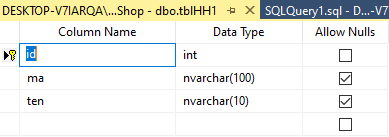 DESKTOP-V7IARQA\...Shop - dbo.tblHH1 SQLQuery1.sql - DE...-V7
Column Name Data Type Allow Nulls
id int
ma nvarchar(100)
ten nvarchar(10)